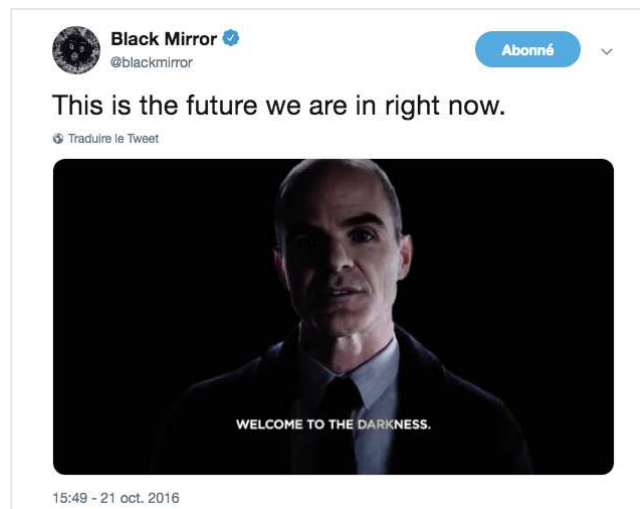 Black Mirror
@blackmirror
Abonné
This is the future we are in right now.
Traduire le Tweet
WELCOME TO THE DARKNESS.
15:49 - 21 oct. 2016